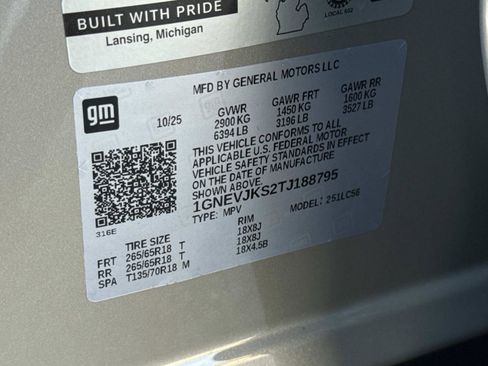 BUILT WITH PRIDE
Lansing, Michigan
LOCAL 602
MFD BY GENERAL MOTORS LLC
gm
10/25
GVWR GAWR FRT GAWR RR
2900 KG 1450 KG 1600 KG
6394 LB 3196 LB 3527 LB
THIS VEHICLE CONFORMS TO ALL
APPLICABLE U.S. FEDERAL MOTOR
VEHICLE SAFETY STANDARDS IN EFFECT
ON THE DATE OF MANUFACTURE SHOWN ABOVE.
1GNEVJKS2TJ188795
TYPE: MPV MODEL: 251LC56
316E
TIRE SIZE RIM
FRT 265/65R18 T 18X8J
RR 265/65R18 T 18X8J
SPA T135/70R18 M 18X4.5B